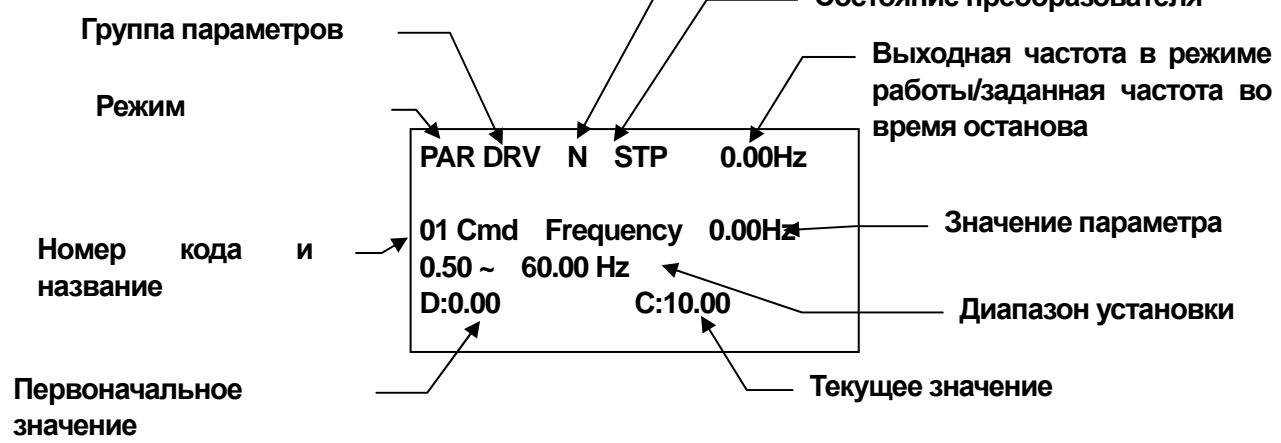 Состояние преобразователя
Группа параметров
Выходная частота в режиме
работы/заданная частота во
время останова
Режим
PAR DRV N STP 0.00Hz
01 Cmd Frequency 0.00Hz
0.50 ~ 60.00 Hz
D:0.00 C:10.00
Значение параметра
Номер кода и
название
Диапазон установки
Первоначальное
значение
Текущее значение